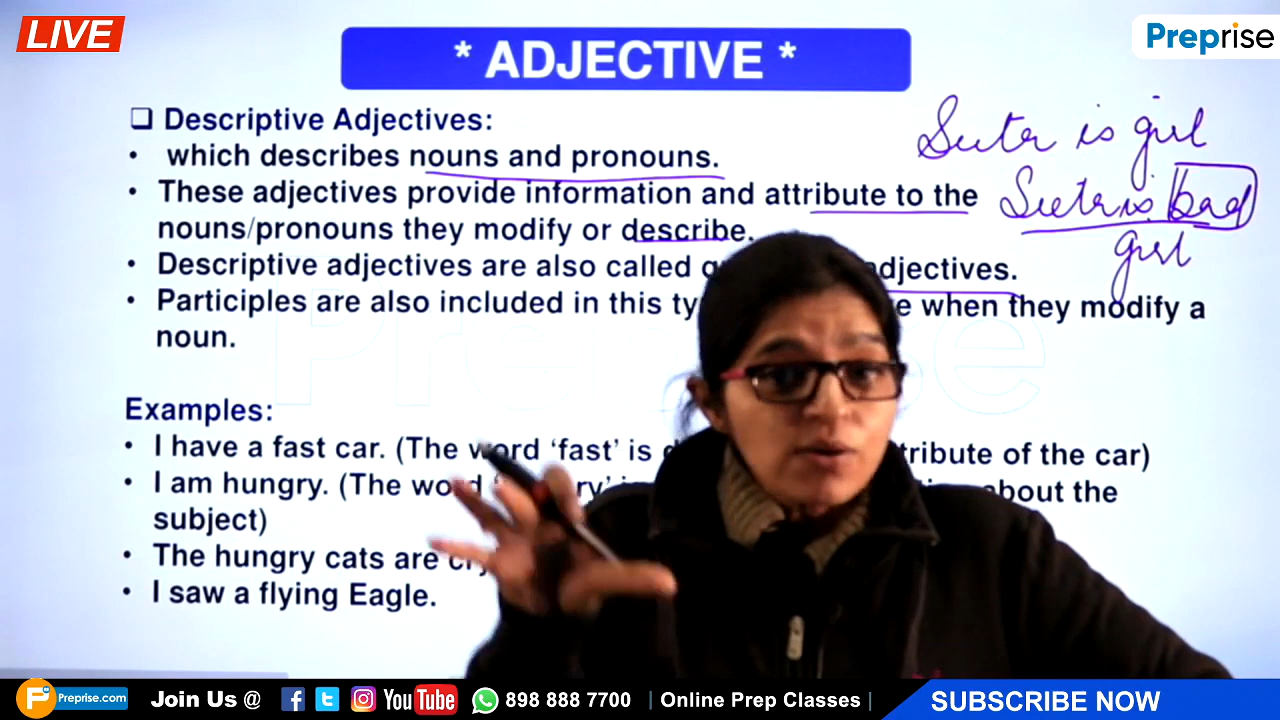 LIVE
Preprise
* ADJECTIVE *
❑ Descriptive Adjectives:
• which describes nouns and pronouns.
• These adjectives provide information and attribute to the
nouns/pronouns they modify or describe.
• Descriptive adjectives are also called adjectives.
• Participles are also included in this when they modify a
noun.
is girl
is bad
girl
Examples:
• I have a fast car. (The word ‘fast’ is of the car)
• I am hungry. (The about the
subject)
• The hungry cats are
• I saw a flying Eagle.
Preprise
P Preprise.com Join Us @ YouTube 898 888 7700 | Online Prep Classes | SUBSCRIBE NOW